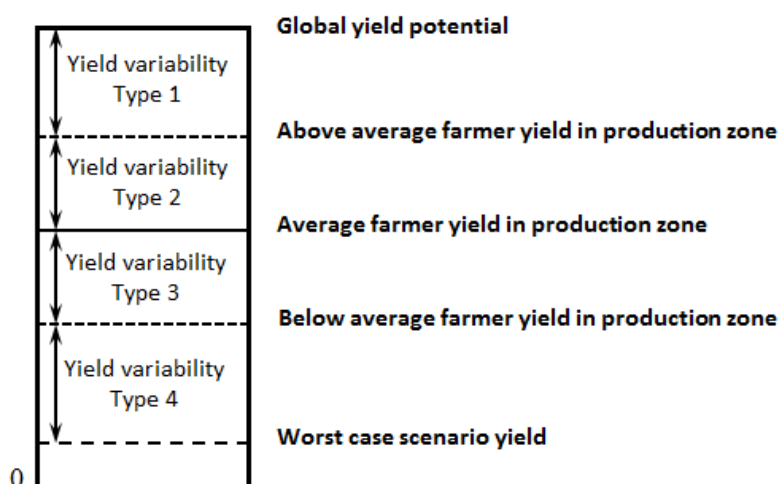 Global yield potential
Yield variability
Type 1
Above average farmer yield in production zone
Yield variability
Type 2
Average farmer yield in production zone
Yield variability
Type 3
Below average farmer yield in production zone
Yield variability
Type 4
Worst case scenario yield
0